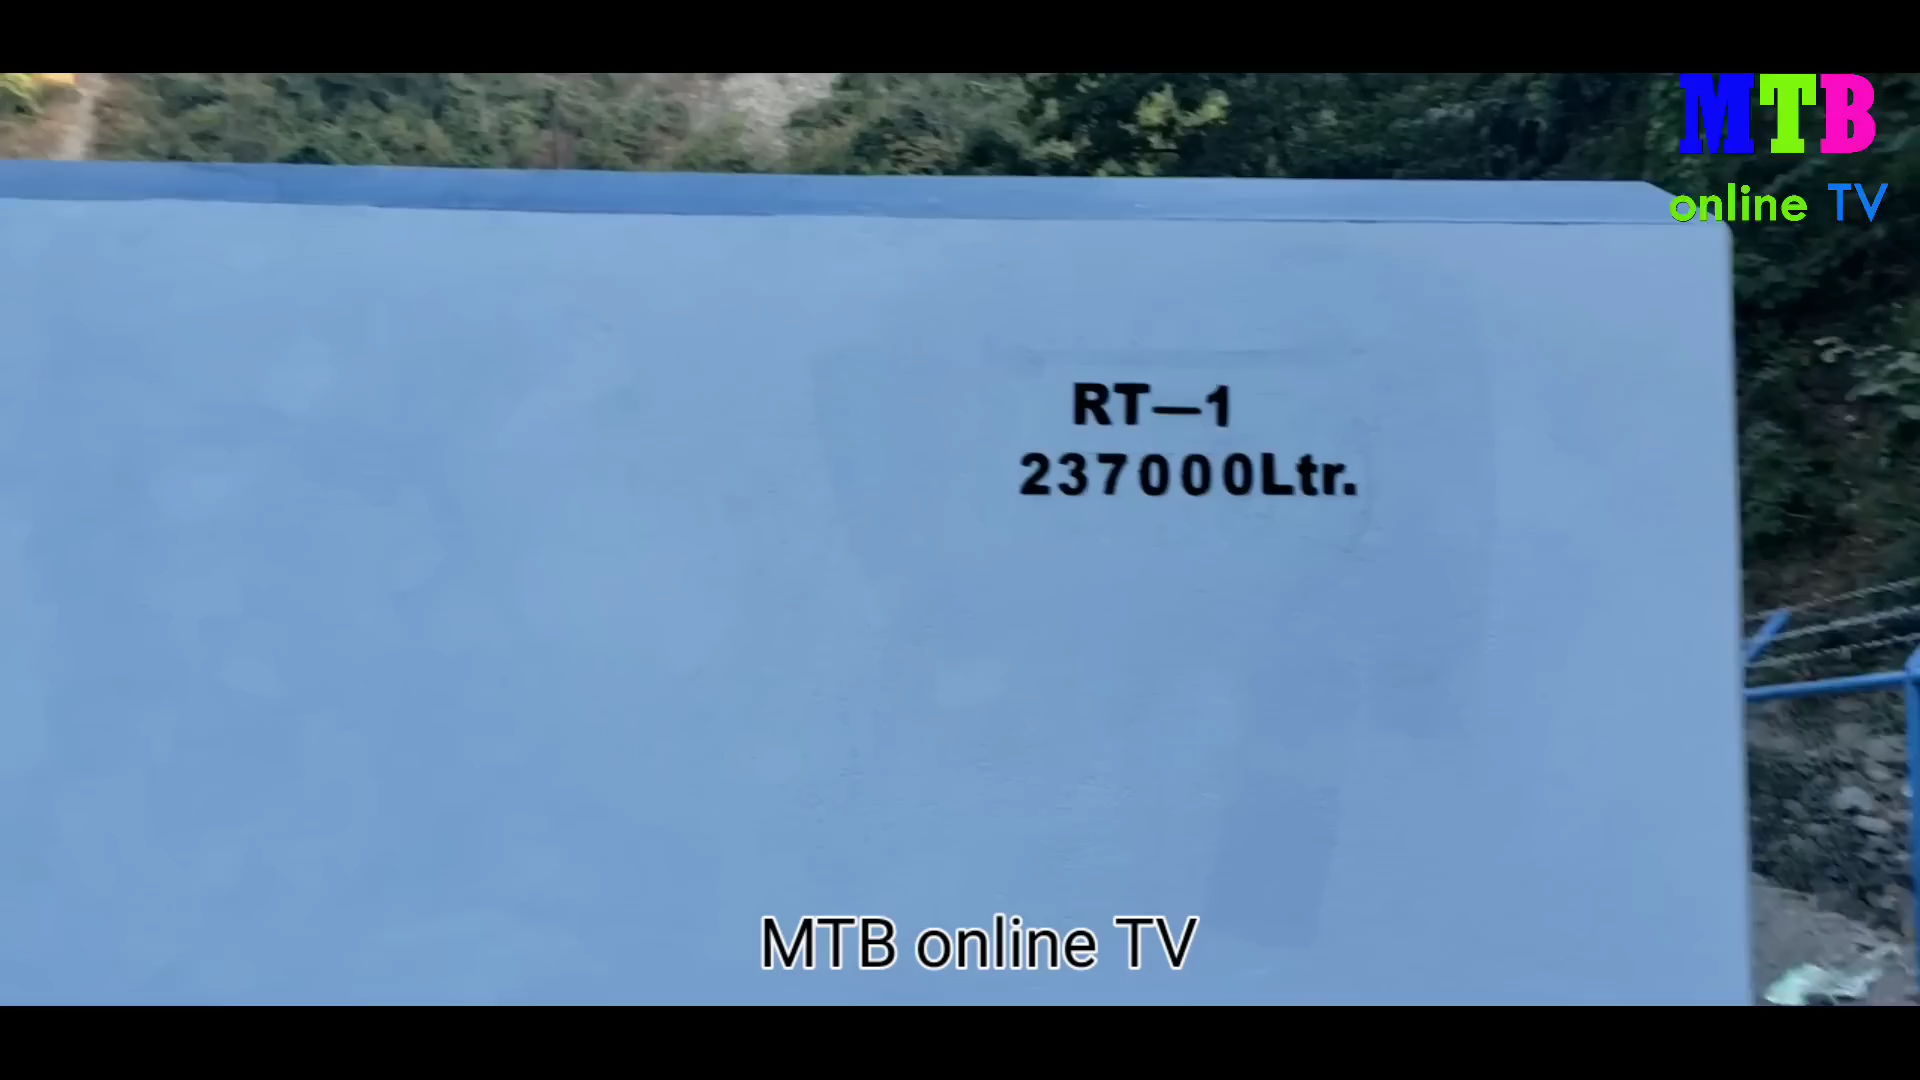 MTB
online TV
RT—1
237000Ltr.
MTB online TV